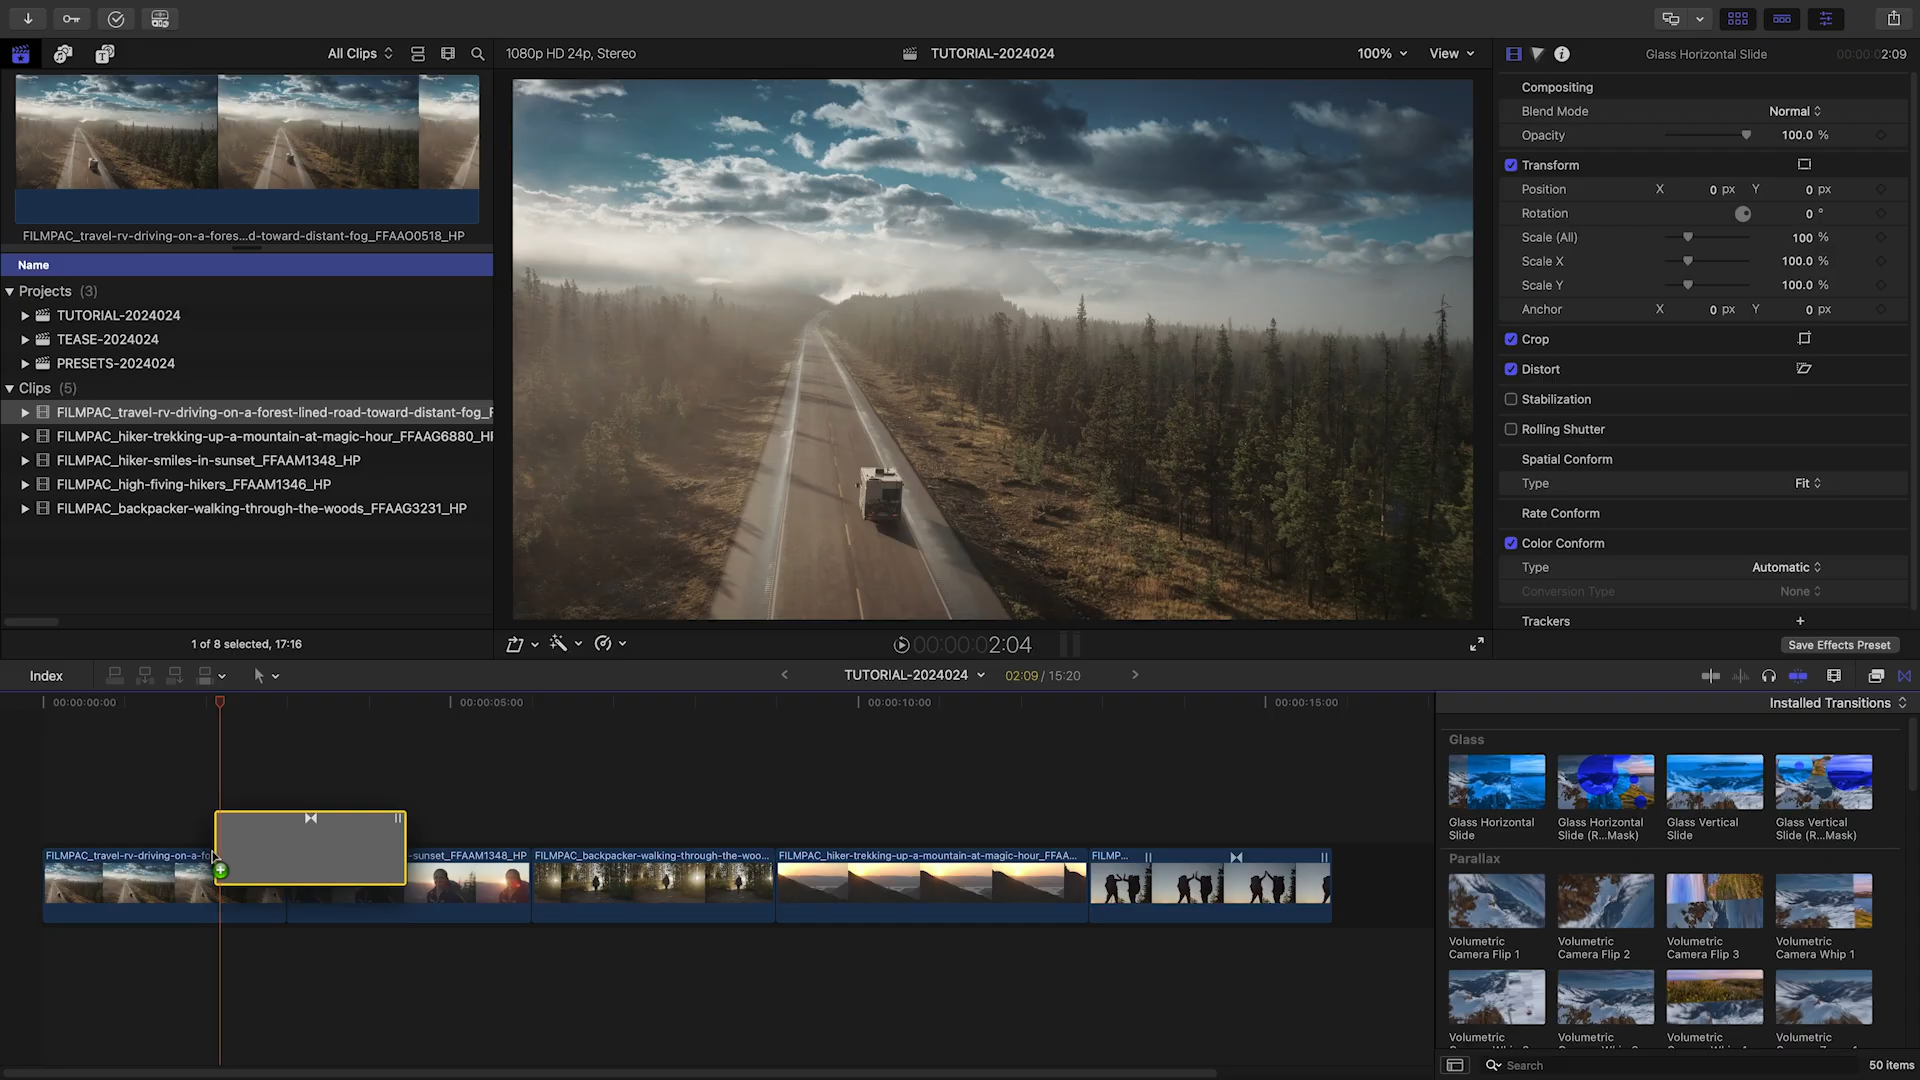 All Clips
1080p HD 24p, Stereo
TUTORIAL-2024024
100%
View
Glass Horizontal Slide
00:00:02:09
FILMPAC_travel-rv-driving-on-a-fores...d-toward-distant-fog_FFAAO0518_HP
Name
Projects (3)
TUTORIAL-2024024
TEASE-2024024
PRESETS-2024024
Clips (5)
FILMPAC_travel-rv-driving-on-a-forest-lined-road-toward-distant-fog_F
FILMPAC_hiker-trekking-up-a-mountain-at-magic-hour_FFAAG6880_HP
FILMPAC_hiker-smiles-in-sunset_FFAAM1348_HP
FILMPAC_high-fiving-hikers_FFAAM1346_HP
FILMPAC_backpacker-walking-through-the-woods_FFAAG3231_HP
1 of 8 selected, 17:16
00:00:02:04
Compositing
Blend Mode Normal
Opacity 100.0 %
Transform
Position X 0 px Y 0 px
Rotation 0 °
Scale (All) 100 %
Scale X 100.0 %
Scale Y 100.0 %
Anchor X 0 px Y 0 px
Crop
Distort
Stabilization
Rolling Shutter
Spatial Conform
Type Fit
Rate Conform
Color Conform
Type Automatic
Conversion Type None
Trackers +
Save Effects Preset
Index
TUTORIAL-2024024
02:09 / 15:20
00:00:00:00
00:00:05:00
00:00:10:00
00:00:15:00
FILMPAC_travel-rv-driving-on-a-fo
-sunset_FFAAM1348_HP
FILMPAC_backpacker-walking-through-the-woo...
FILMPAC_hiker-trekking-up-a-mountain-at-magic-hour_FFAA...
FILMP...
Installed Transitions
Glass
Glass Horizontal Slide
Glass Horizontal Slide (R...Mask)
Glass Vertical Slide
Glass Vertical Slide (R...Mask)
Parallax
Volumetric Camera Flip 1
Volumetric Camera Flip 2
Volumetric Camera Flip 3
Volumetric Camera Whip 1
Volumetric
Volumetric
Volumetric
Volumetric
Search
50 items